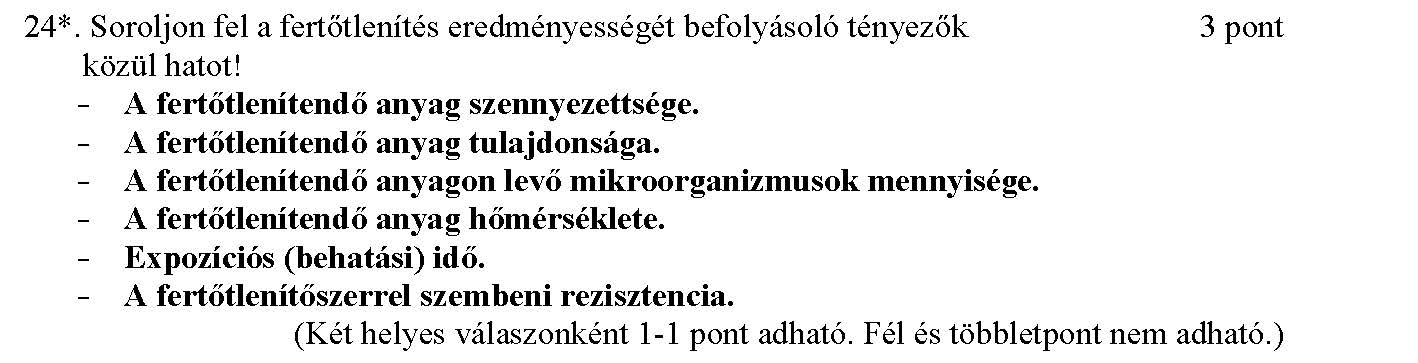 24*. Soroljon fel a fertőtlenítés eredményességét befolyásoló tényezők 3 pont
közül hatot!
- A fertőtlenítendő anyag szennyezettsége.
- A fertőtlenítendő anyag tulajdonsága.
- A fertőtlenítendő anyagon levő mikroorganizmusok mennyisége.
- A fertőtlenítendő anyag hőmérséklete.
- Expozíciós (behatási) idő.
- A fertőtlenítőszerrel szembeni rezisztencia.
(Két helyes válaszonként 1-1 pont adható. Fél és többletpont nem adható.)